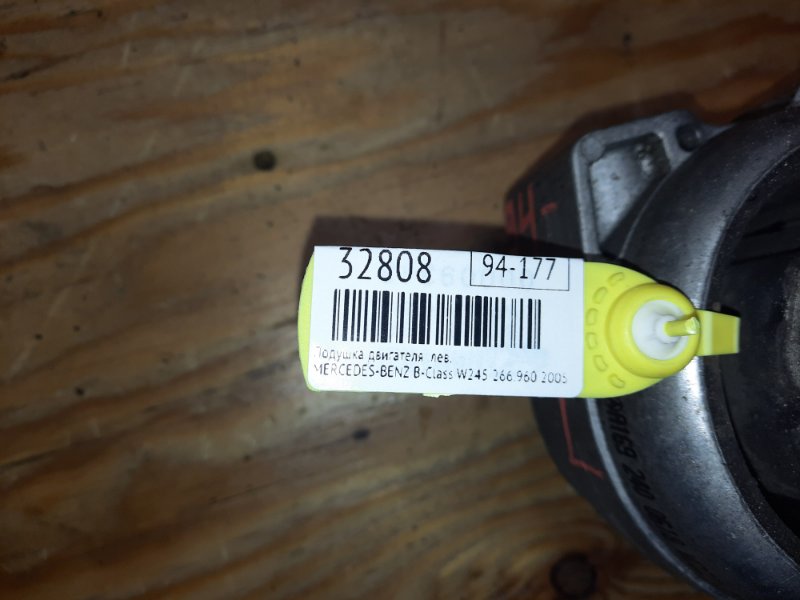 32808 94-177
Подушка двигателя лев.
MERCEDES-BENZ B-Class W245 266.960 2005